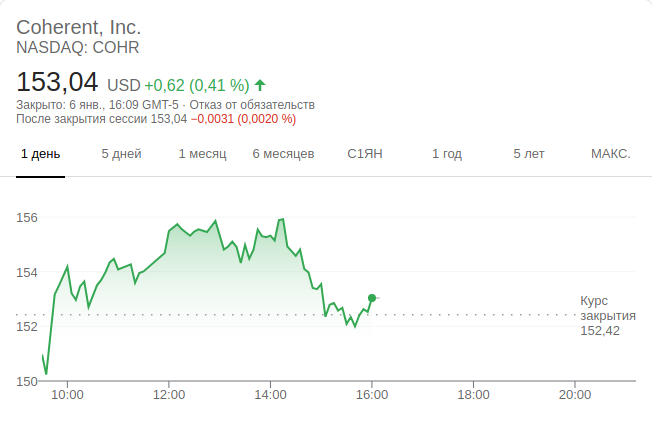 Coherent, Inc.
NASDAQ: COHR
153,04 USD +0,62 (0,41 %)
Закрыто: 6 янв., 16:09 GMT-5 · Отказ от обязательств
После закрытия сессии 153,04 −0,0031 (0,0020 %)
1 день 5 дней 1 месяц 6 месяцев С1ЯН 1 год 5 лет МАКС.
156
154
Курс
закрытия
152,42
152
150
10:00 12:00 14:00 16:00 18:00 20:00